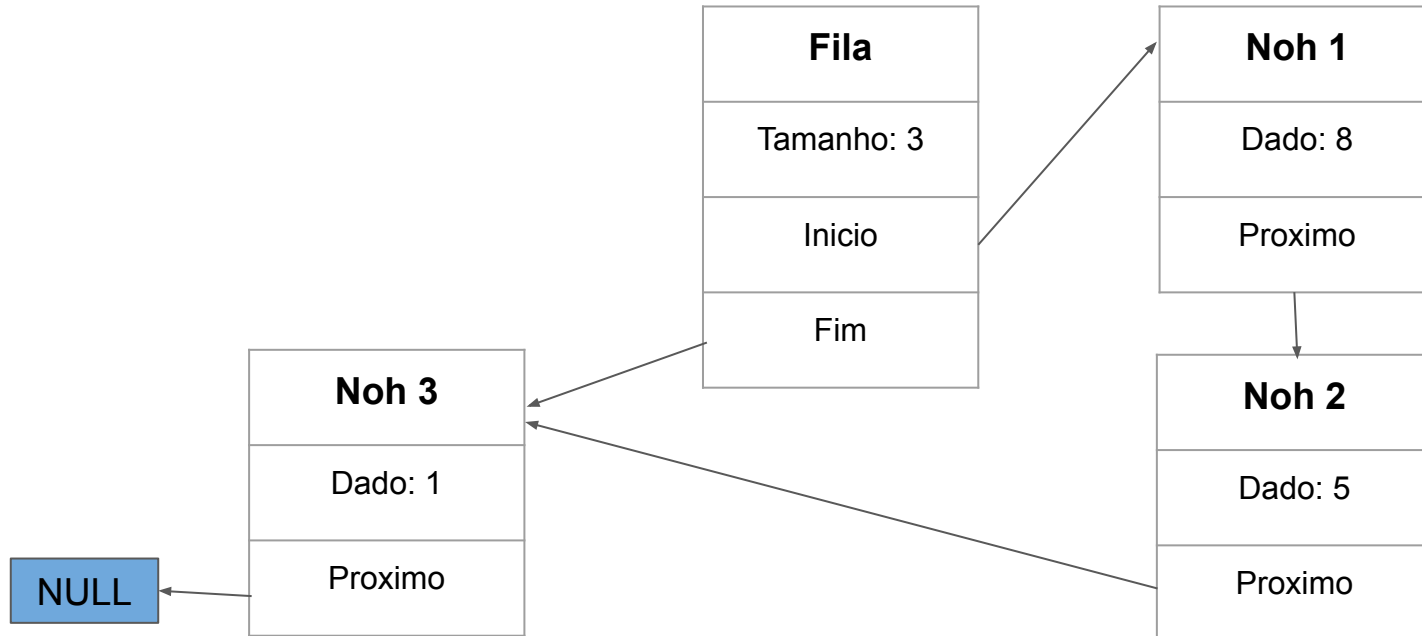 Fila
Tamanho: 3
Inicio
Fim
Noh 1
Dado: 8
Proximo
Noh 2
Dado: 5
Proximo
Noh 3
Dado: 1
Proximo
NULL